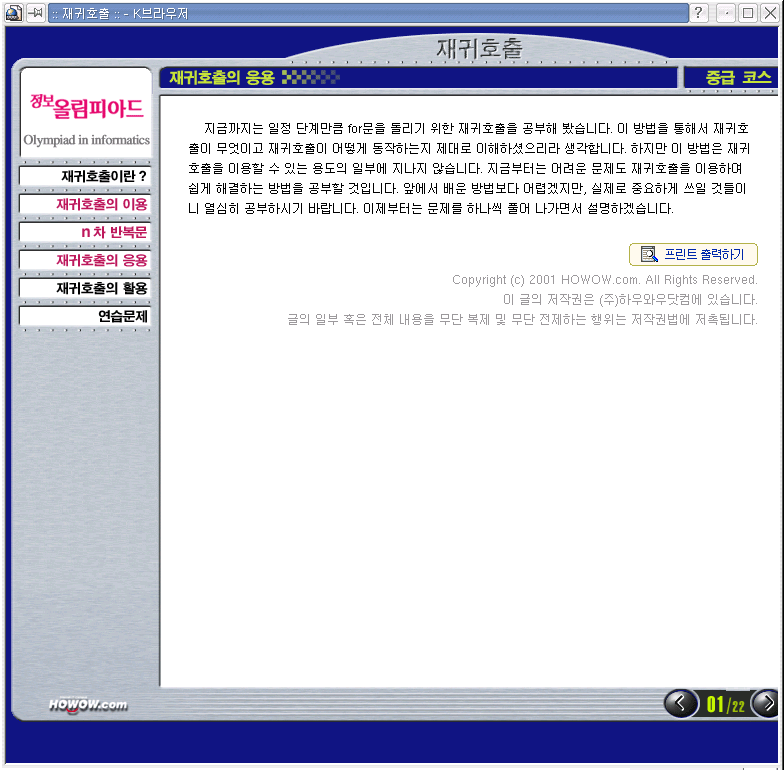 :: 재귀호출 :: - K브라우저
재귀호출
재귀호출의 응용
중급 코스
정보올림피아드
Olympiad in informatics
재귀호출이란 ?
재귀호출의 이용
n 차 반복문
재귀호출의 응용
재귀호출의 활용
연습문제
지금까지는 일정 단계만큼 for문을 돌리기 위한 재귀호출을 공부해 봤습니다. 이 방법을 통해서 재귀호
출이 무엇이고 재귀호출이 어떻게 동작하는지 제대로 이해하셨으리라 생각합니다. 하지만 이 방법은 재귀
호출을 이용할 수 있는 용도의 일부에 지나지 않습니다. 지금부터는 어려운 문제도 재귀호출을 이용하여
쉽게 해결하는 방법을 공부할 것입니다. 앞에서 배운 방법보다 어렵겠지만, 실제로 중요하게 쓰일 것들이
니 열심히 공부하시기 바랍니다. 이제부터는 문제를 하나씩 풀어 나가면서 설명하겠습니다.
프린트 출력하기
Copyright (c) 2001 HOWOW.com. All Rights Reserved.
이 글의 저작권은 (주)하우와우닷컴에 있습니다.
글의 일부 혹은 전체 내용을 무단 복제 및 무단 전제하는 행위는 저작권법에 저촉됩니다.
HOWOW.com
01/22